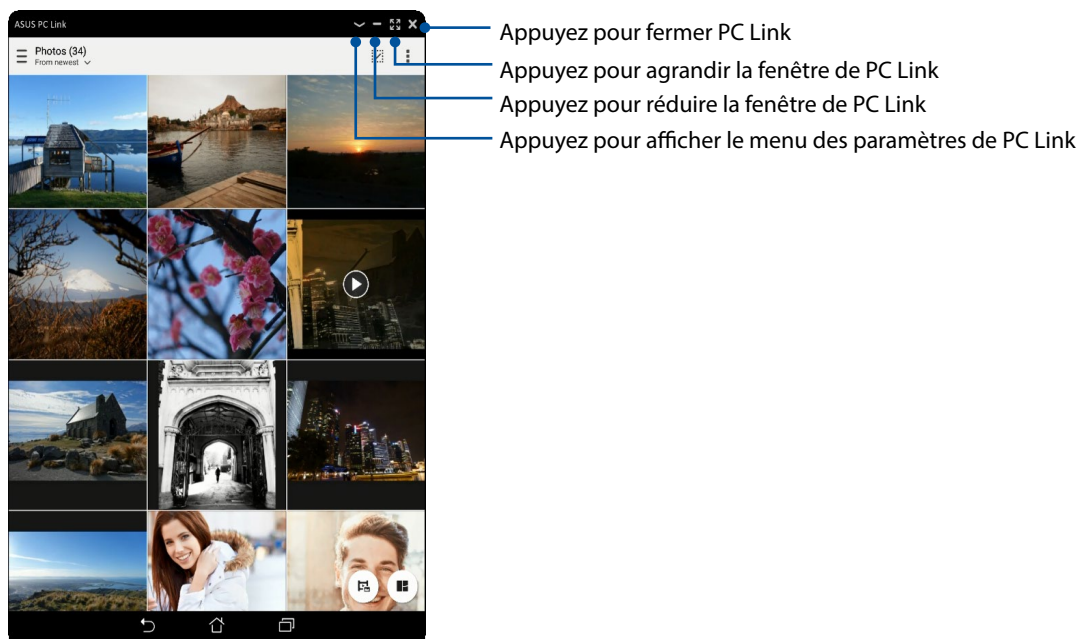 ASUS PC Link
Photos (34)
From newest
Appuyez pour fermer PC Link
Appuyez pour agrandir la fenêtre de PC Link
Appuyez pour réduire la fenêtre de PC Link
Appuyez pour afficher le menu des paramètres de PC Link